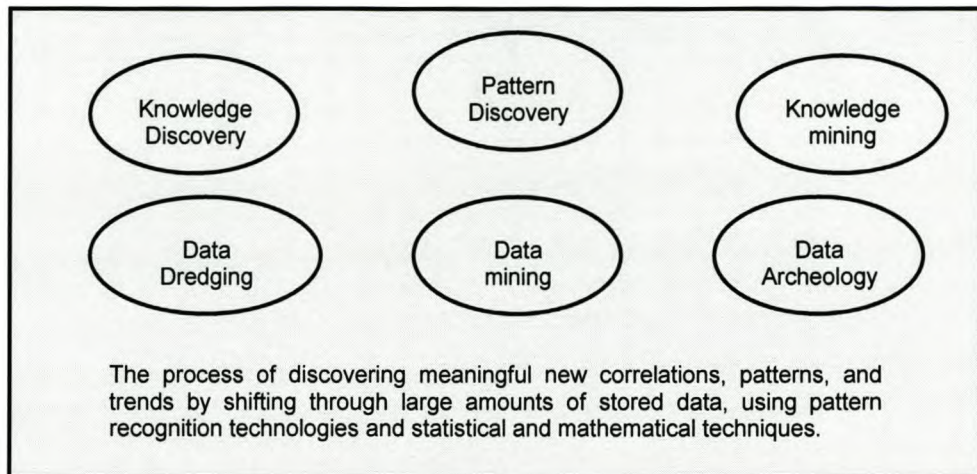 Knowledge
Discovery
Pattern
Discovery
Knowledge
mining
Data
Dredging
Data
mining
Data
Archeology
The process of discovering meaningful new correlations, patterns, and
trends by shifting through large amounts of stored data, using pattern
recognition technologies and statistical and mathematical techniques.